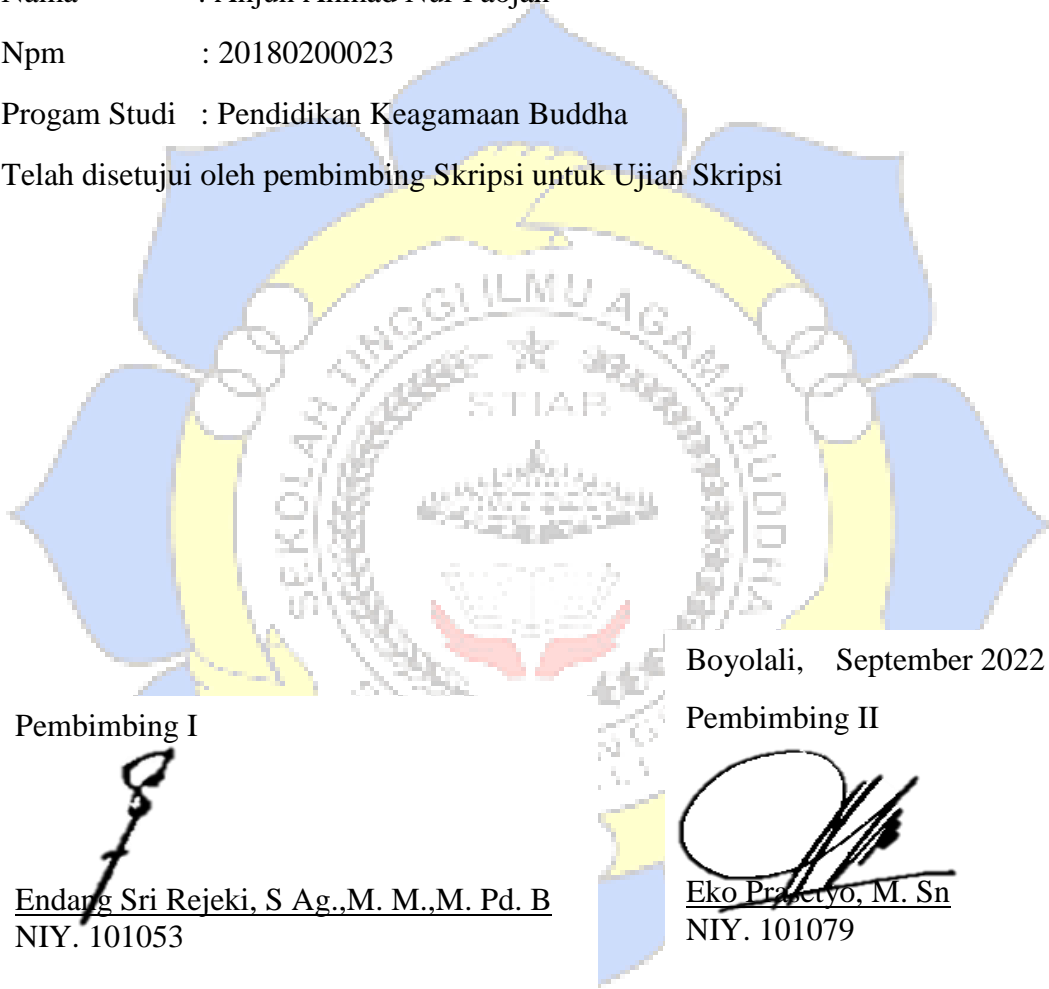 Npm : 20180200023
Progam Studi : Pendidikan Keagamaan Buddha
Telah disetujui oleh pembimbing Skripsi untuk Ujian Skripsi
SEKOLAH TINGGI ILMU AGAMA BUDDHA
STIAB
Boyolali, September 2022
Pembimbing I
Pembimbing II
Endang Sri Rejeki, S Ag.,M. M.,M. Pd. B
Eko Prasetyo, M. Sn
NIY. 101053
NIY. 101079